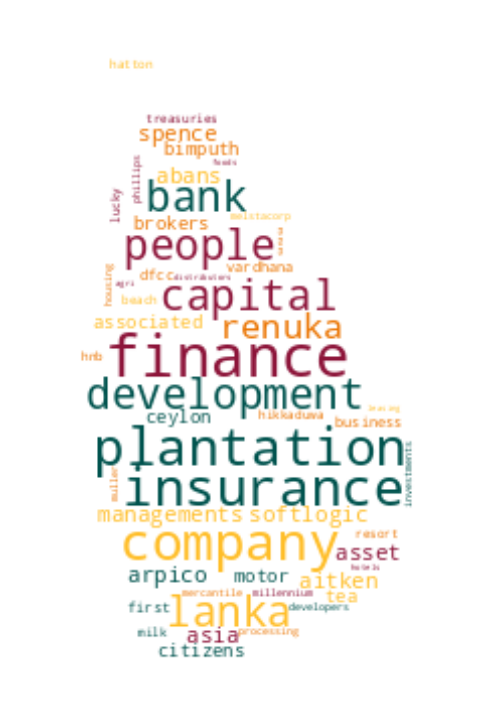 hatton
treasuries
spence
bimputh
foods
phillips
abans
lucky
bank
meistacorp
brokers
sanasa
people
vardhana
housing
dfcc
distributors
agri
beach
capital
associated
renuka
hnb
finance
development
leasing
ceylon
hikkaduwa
business
plantation
investments
muller
insurance
managements
softlogic
company
resort
asset
hotels
arpico
motor
aitken
mercantile
millennium
tea
first
lanka
developers
milk
asia
processing
citizens